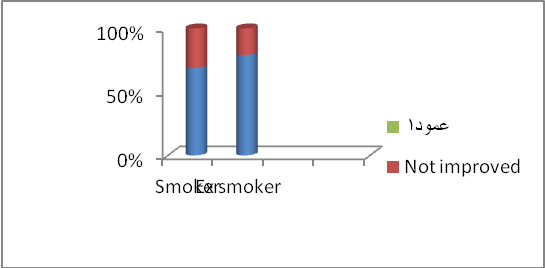 100%
50%
0%
Smoker
Ex smoker
عمود١
Not improved